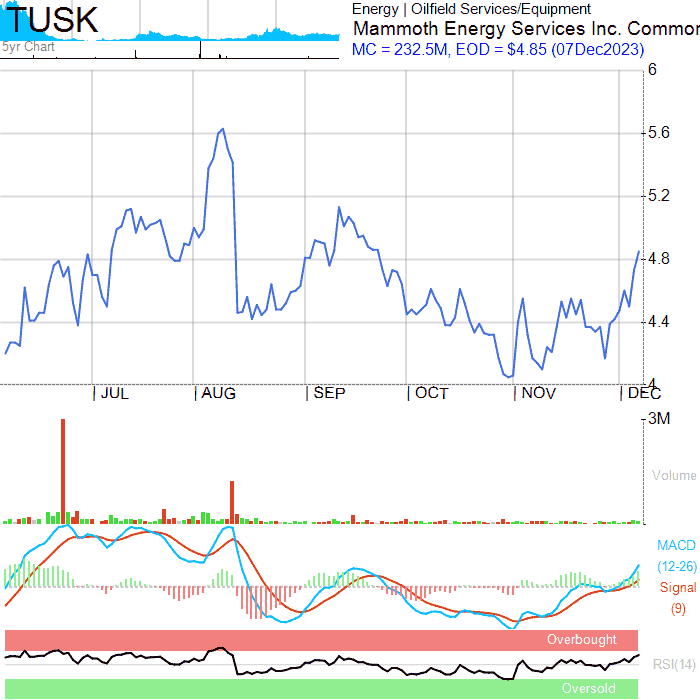 TUSK
5yr Chart
Energy | Oilfield Services/Equipment
Mammoth Energy Services Inc. Common
MC = 232.5M, EOD = $4.85 (07Dec2023)
6
5.6
5.2
4.8
4.4
4
JUL
AUG
SEP
OCT
NOV
DEC
3M
Volume
MACD
(12-26)
Signal
(9)
Overbought
RSI(14)
Oversold